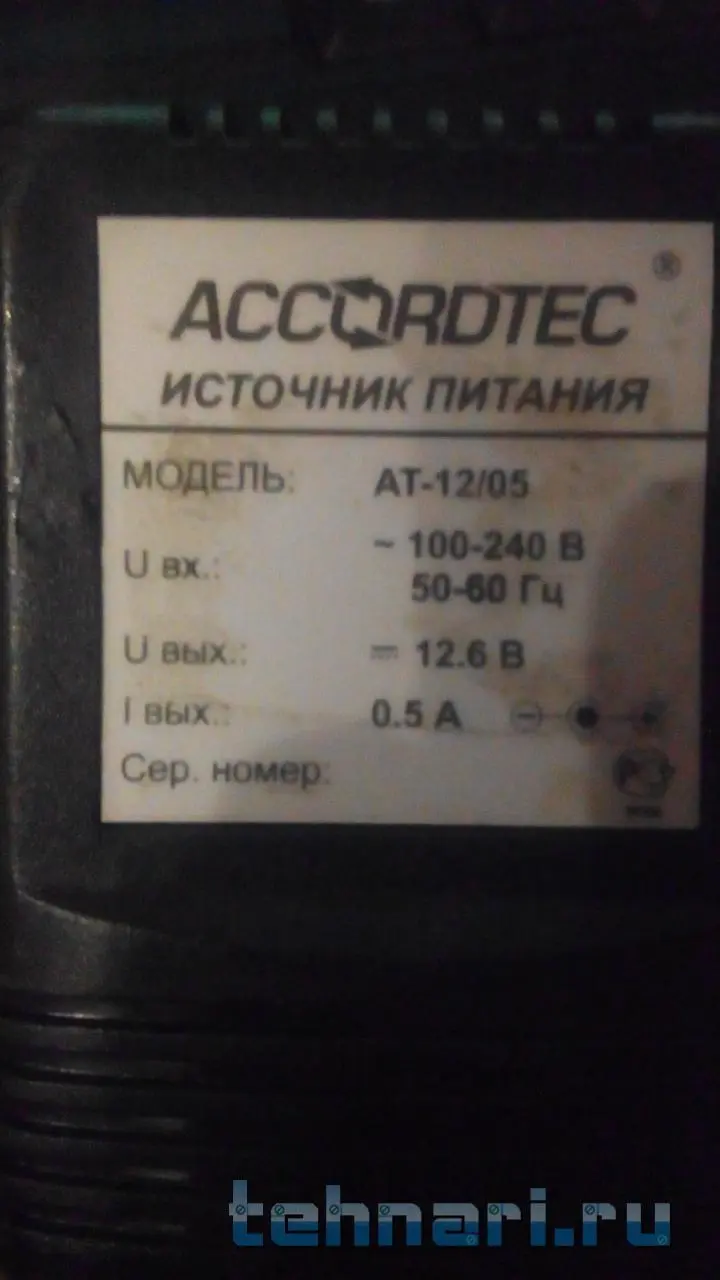 ACCORDTEC ®
ИСТОЧНИК ПИТАНИЯ
МОДЕЛЬ: AT-12/05
U вх.: ~ 100-240 В
50-60 Гц
U вых.: 12.6 В
I вых.: 0.5 А
Сер. номер:
tehnari.ru